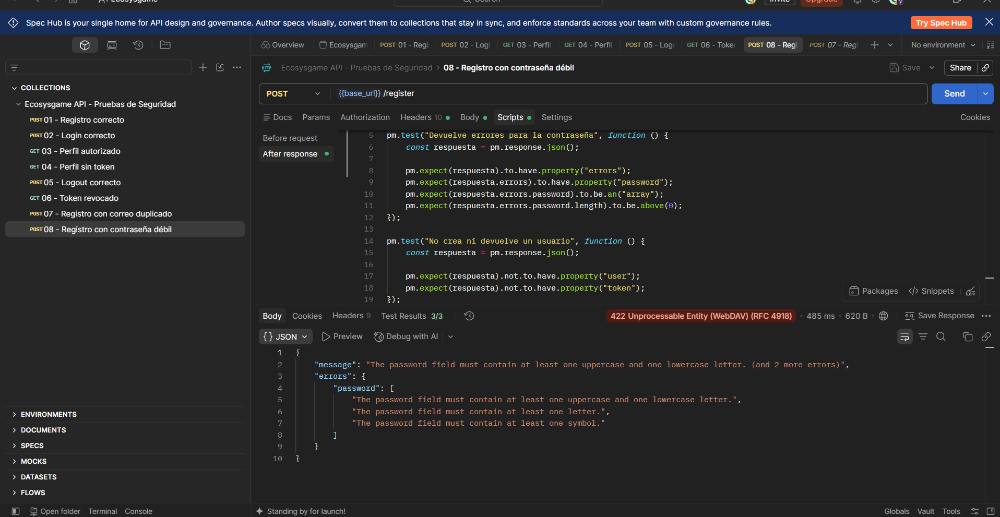 Ecosysgame
Search
Invite
Upgrade
Spec Hub is your single home for API design and governance. Author specs visually, convert them to collections that stay in sync, and enforce standards across your team with custom governance rules.
Try Spec Hub
Overview
Ecosysgam
POST 01 - Regi
POST 02 - Logi
GET 03 - Perfil
GET 04 - Perfil
POST 05 - Logo
GET 06 - Token
POST 08 - Regi
POST 07 - Regi
No environment
Ecosysgame API - Pruebas de Seguridad > 08 - Registro con contraseña débil
Save
Share
COLLECTIONS
Ecosysgame API - Pruebas de Seguridad
POST 01 - Registro correcto
POST 02 - Login correcto
GET 03 - Perfil autorizado
GET 04 - Perfil sin token
POST 05 - Logout correcto
GET 06 - Token revocado
POST 07 - Registro con correo duplicado
POST 08 - Registro con contraseña débil
ENVIRONMENTS
DOCUMENTS
SPECS
MOCKS
DATASETS
FLOWS
HTTP
POST
{{base_url}} /register
Send
Docs
Params
Authorization
Headers 10
Body
Scripts
Settings
Cookies
Before request
After response
5 pm.test("Devuelve errores para la contraseña", function () {
6 const respuesta = pm.response.json();
7
8 pm.expect(respuesta).to.have.property("errors");
9 pm.expect(respuesta.errors).to.have.property("password");
10 pm.expect(respuesta.errors.password).to.be.an("array");
11 pm.expect(respuesta.errors.password.length).to.be.above(0);
12 });
13
14 pm.test("No crea ni devuelve un usuario", function () {
15 const respuesta = pm.response.json();
16
17 pm.expect(respuesta).not.to.have.property("user");
18 pm.expect(respuesta).not.to.have.property("token");
19 });
Packages
</> Snippets
Body
Cookies
Headers 9
Test Results 3/3
422 Unprocessable Entity (WebDAV) (RFC 4918)
485 ms
620 B
e.g. Save Response
{} JSON
Preview
Debug with AI
1 {
2 "message": "The password field must contain at least one uppercase and one lowercase letter. (and 2 more errors)",
3 "errors": {
4 "password": [
5 "The password field must contain at least one uppercase and one lowercase letter.",
6 "The password field must contain at least one letter.",
7 "The password field must contain at least one symbol."
8 ]
9 }
10 }
Open folder
Terminal
Console
Standing by for launch!
Globals
Vault
Tools